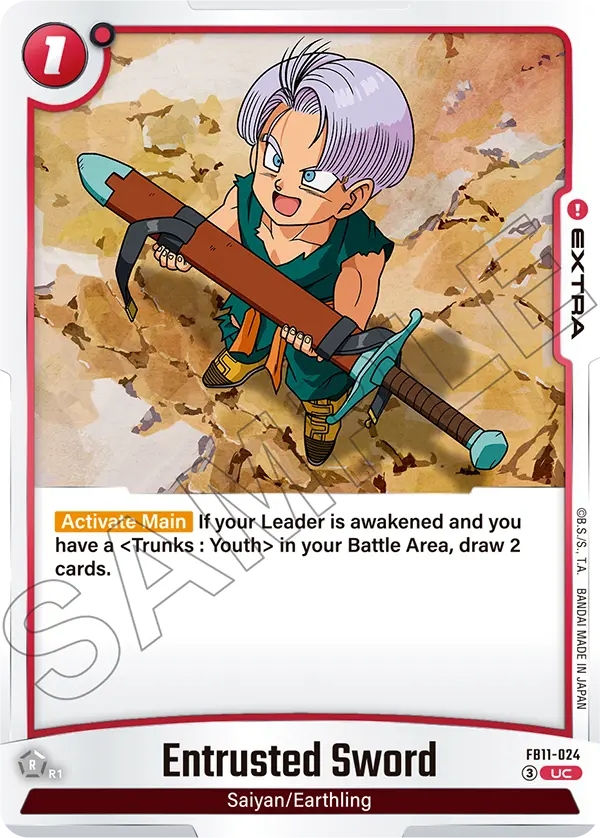 1
! EXTRA
SAMPLE
Activate Main If your Leader is awakened and you
have a <Trunks : Youth> in your Battle Area, draw 2
cards.
©B.S./S., T.A. BANDAI MADE IN JAPAN
Entrusted Sword
FB11-024
R R1
3 UC
Saiyan/Earthling